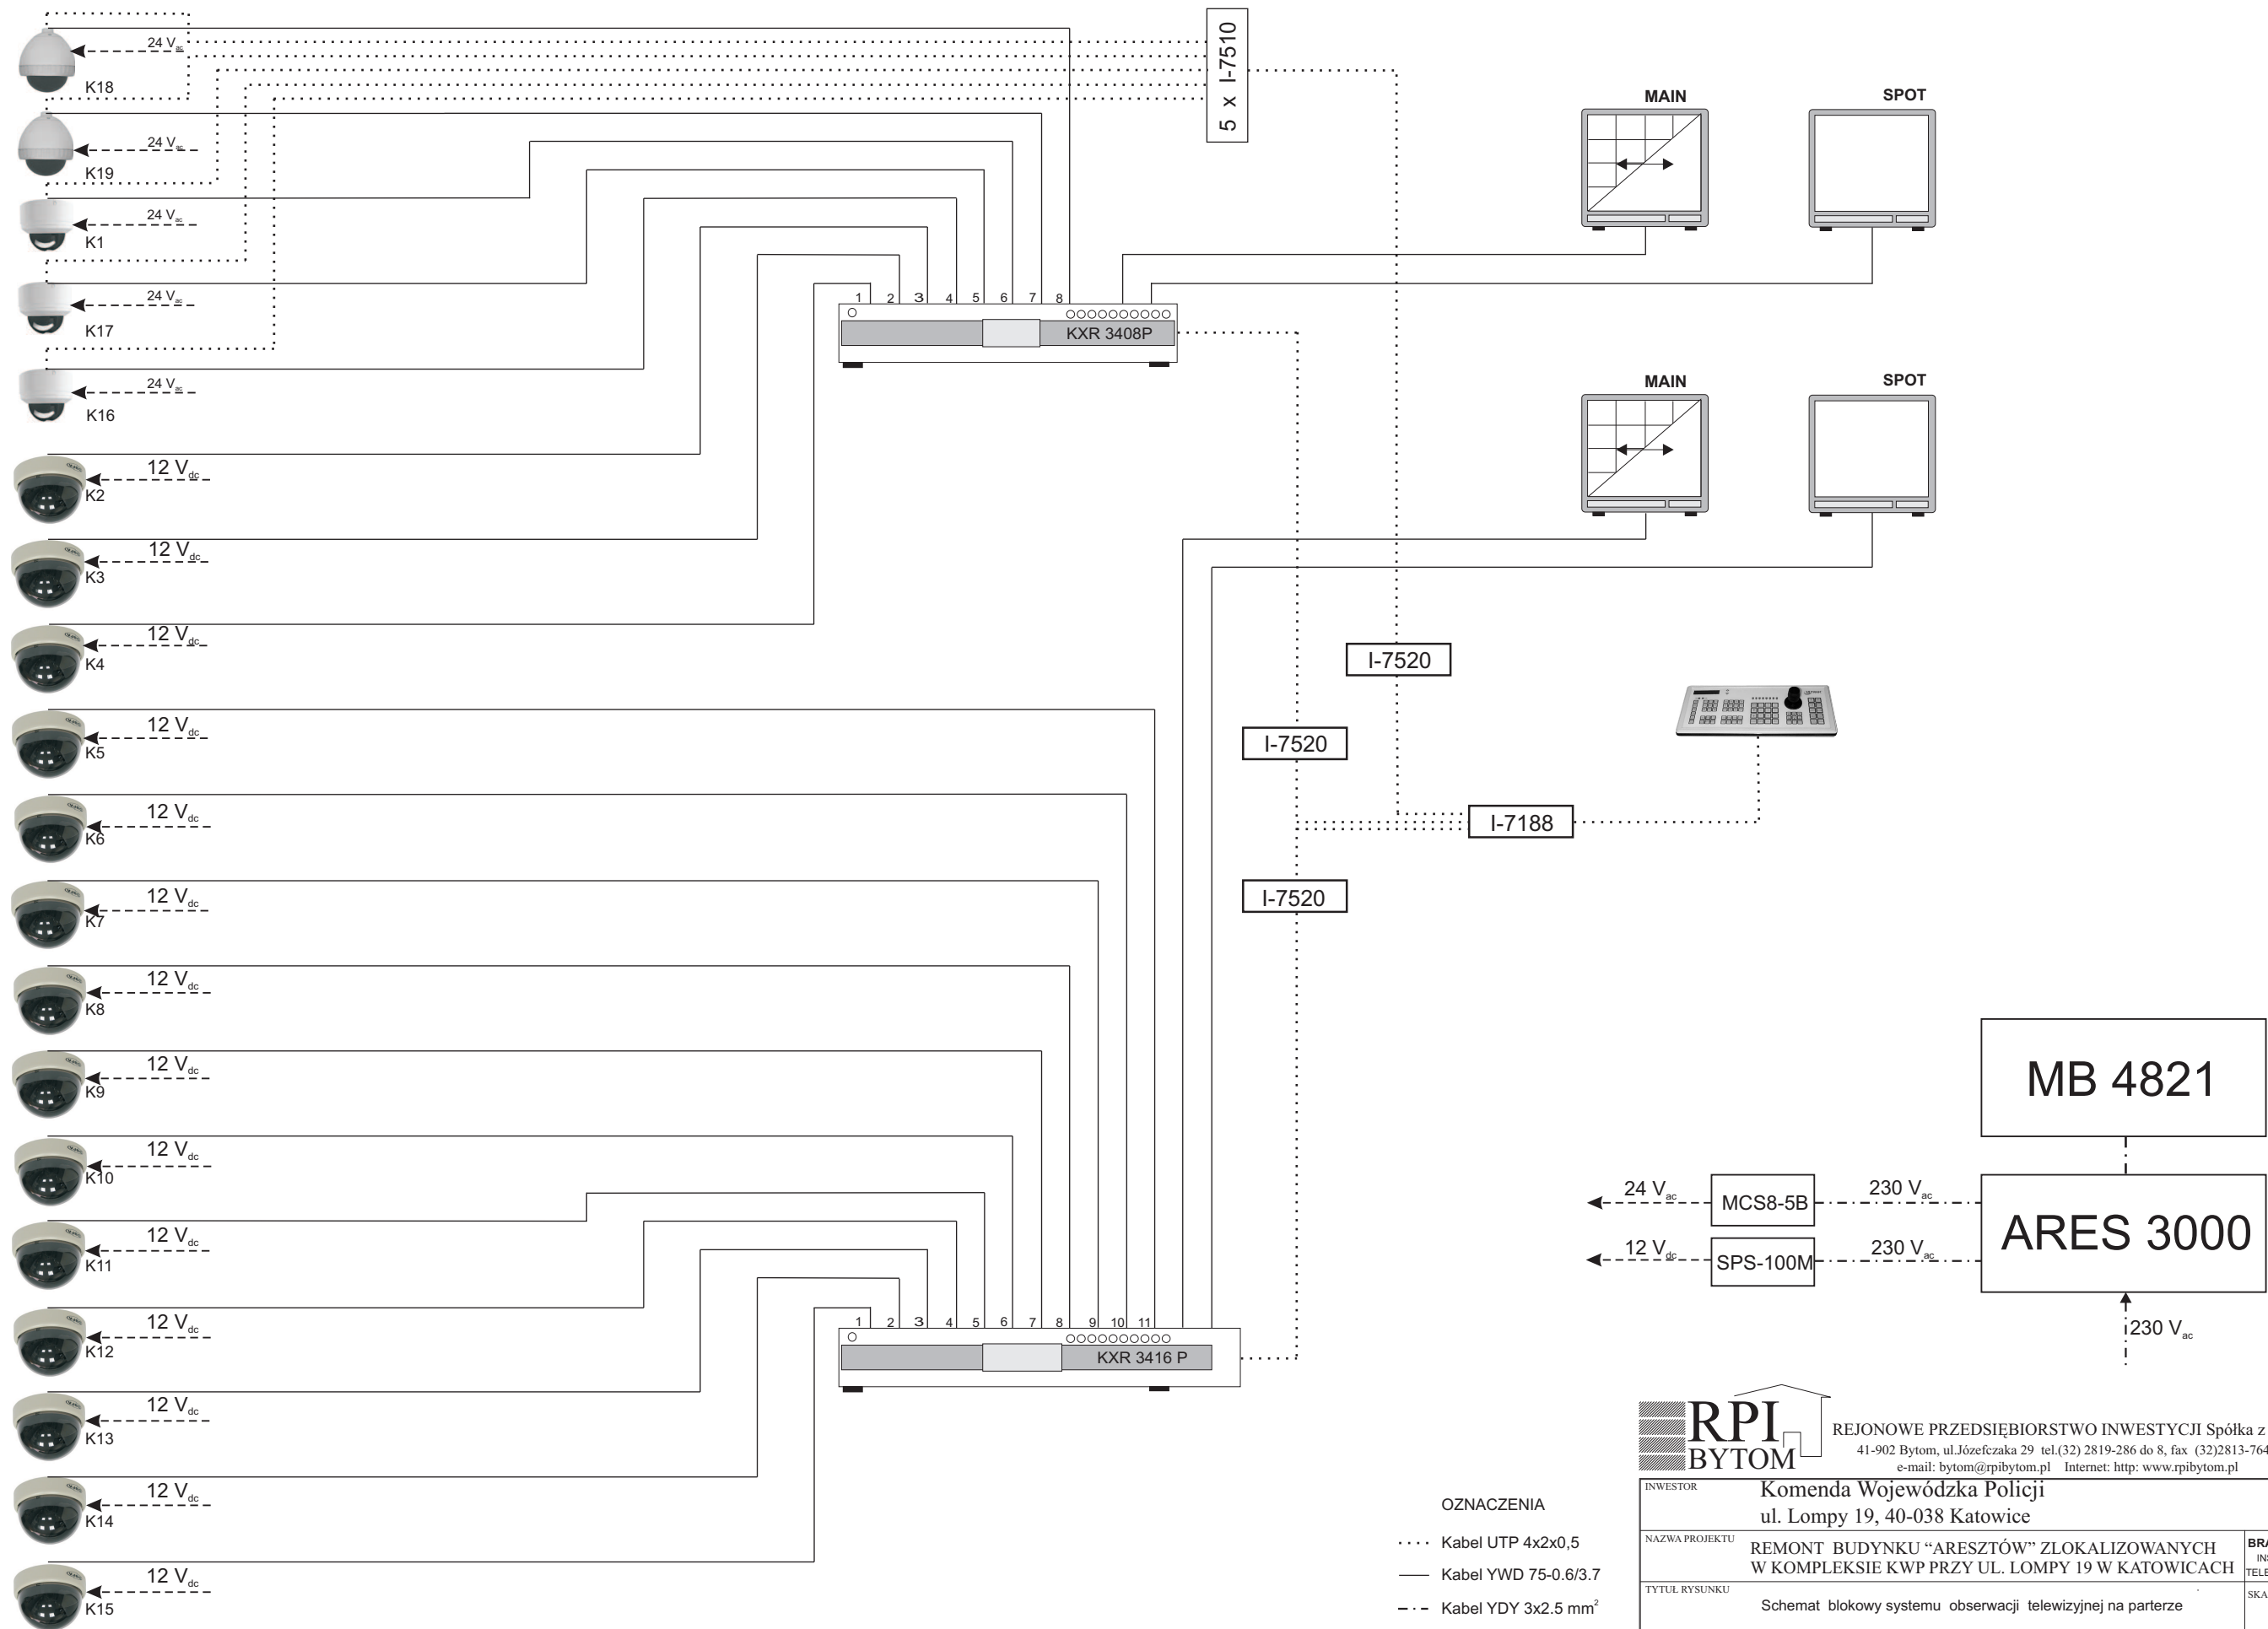 24 Vac
K18
24 Vac
K19
24 Vac
K1
24 Vac
K17
24 Vac
K16
12 Vdc
K2
12 Vdc
K3
12 Vdc
K4
12 Vdc
K5
12 Vdc
K6
12 Vdc
K7
12 Vdc
K8
12 Vdc
K9
12 Vdc
K10
12 Vdc
K11
12 Vdc
K12
12 Vdc
K13
12 Vdc
K14
12 Vdc
K15
5 x I-7510
MAIN
SPOT
1 2 3 4 5 6 7 8
KXR 3408P
MAIN
SPOT
I-7520
I-7520
I-7188
I-7520
1 2 3 4 5 6 7 8 9 10 11
KXR 3416 P
MB 4821
24 Vac
MCS8-5B
230 Vac
ARES 3000
12 Vdc
SPS-100M
230 Vac
230 Vac
OZNACZENIA
Kabel UTP 4x2x0,5
Kabel YWD 75-0.6/3.7
Kabel YDY 3x2.5 mm²
RPI
BYTOM
REJONOWE PRZEDSIĘBIORSTWO INWESTYCJI Spółka z
41-902 Bytom, ul.Józefczaka 29 tel.(32) 2819-286 do 8, fax (32)2813-764
e-mail: bytom@rpibytom.pl Internet: http: www.rpibytom.pl
INWESTOR
Komenda Wojewódzka Policji
ul. Lompy 19, 40-038 Katowice
NAZWA PROJEKTU
REMONT BUDYNKU “ARESZTÓW” ZLOKALIZOWANYCH
W KOMPLEKSIE KWP PRZY UL. LOMPY 19 W KATOWICACH
TYTUŁ RYSUNKU
Schemat blokowy systemu obserwacji telewizyjnej na parterze